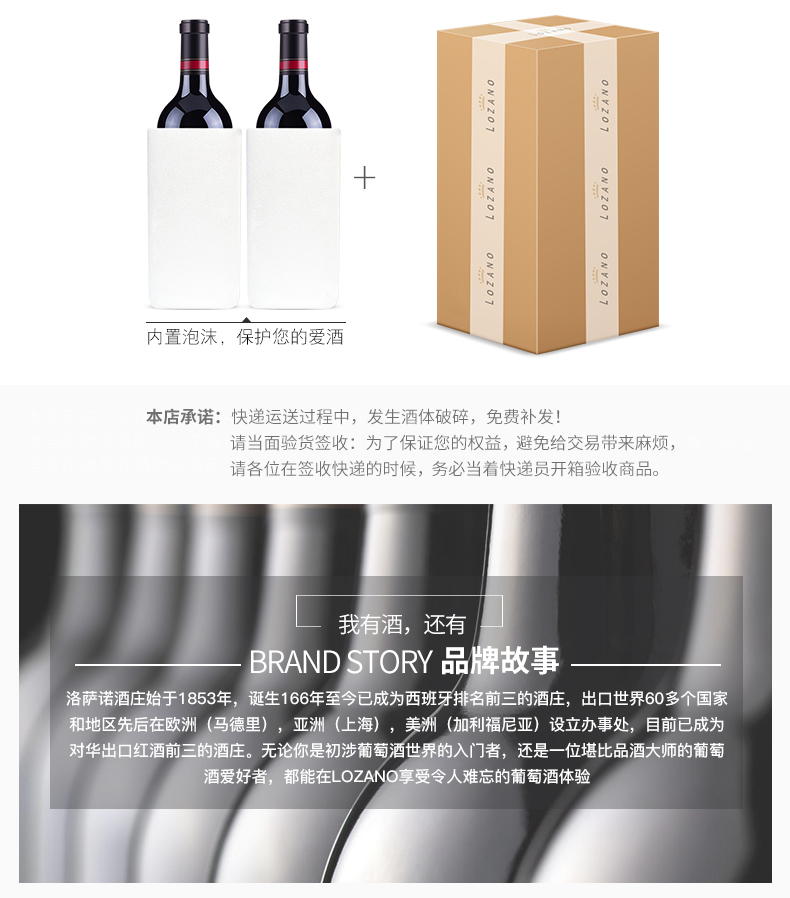 LOZANO
LOZANO
LOZANO
LOZANO
LOZANO
LOZANO
LOZANO
内置泡沫，保护您的爱酒
本店承诺：快递运送过程中，发生酒体破碎，免费补发！
请当面验货签收：为了保证您的权益，避免给交易带来麻烦，
请各位在签收快递的时候，务必当着快递员开箱验收商品。
我有酒，还有
BRAND STORY 品牌故事
洛萨诺酒庄始于1853年，诞生166年至今已成为西班牙排名前三的酒庄，出口世界60多个国家
和地区先后在欧洲（马德里），亚洲（上海），美洲（加利福尼亚）设立办事处，目前已成为
对华出口红酒前三的酒庄。无论你是初涉葡萄酒世界的入门者，还是一位堪比品酒大师的葡萄
酒爱好者，都能在LOZANO享受令人难忘的葡萄酒体验